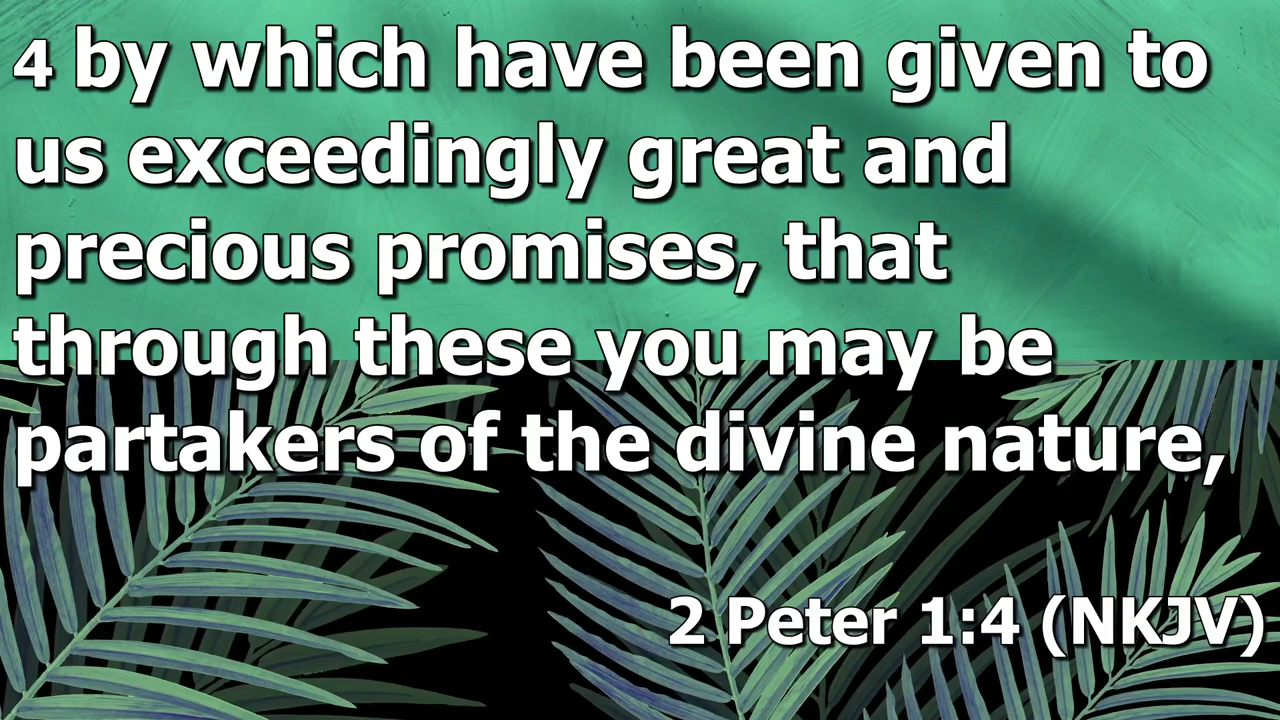 4 by which have been given to
us exceedingly great and
precious promises, that
through these you may be
partakers of the divine nature,
2 Peter 1:4 (NKJV)